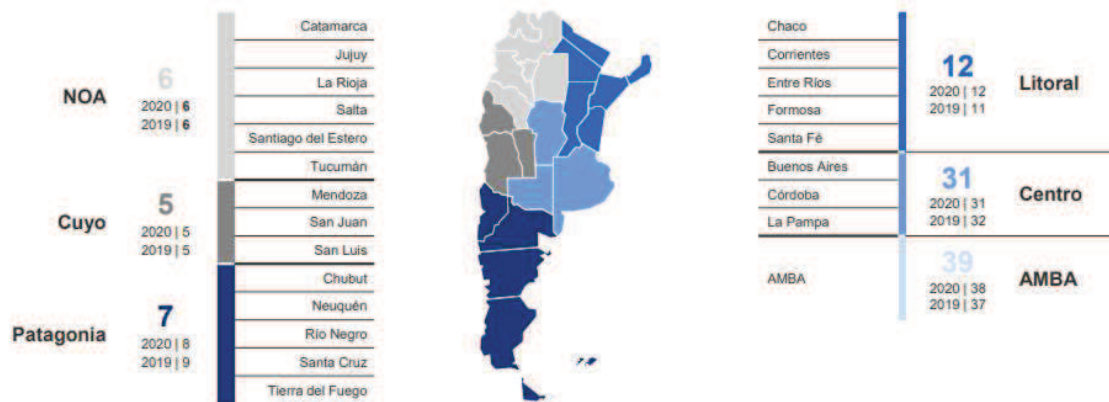 NOA
6
2020 | 6
2019 | 6
Catamarca
Jujuy
La Rioja
Salta
Santiago del Estero
Tucumán
Cuyo
5
2020 | 5
2019 | 5
Mendoza
San Juan
San Luis
Patagonia
7
2020 | 8
2019 | 9
Chubut
Neuquén
Río Negro
Santa Cruz
Tierra del Fuego
Chaco
Corrientes
Entre Ríos
Formosa
Santa Fé
12
2020 | 12
2019 | 11
Litoral
Buenos Aires
Córdoba
La Pampa
31
2020 | 31
2019 | 32
Centro
AMBA
39
2020 | 38
2019 | 37
AMBA